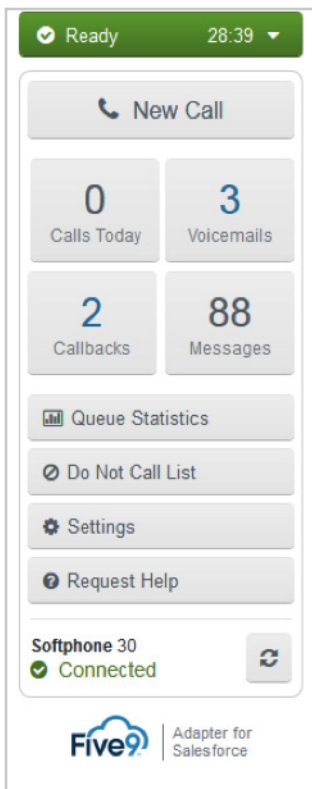 Ready 28:39
New Call
0 3
Calls Today Voicemails
2 88
Callbacks Messages
Queue Statistics
Do Not Call List
Settings
Request Help
Softphone 30
Connected
Five9 Adapter for
Salesforce